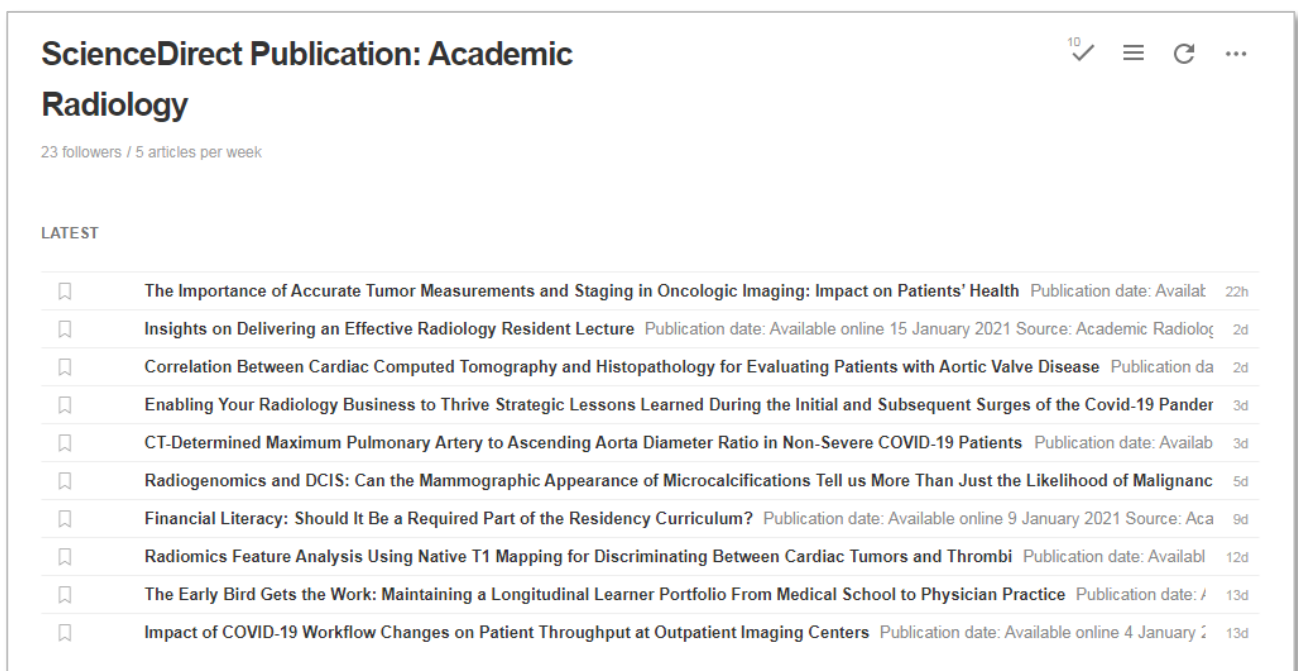 ScienceDirect Publication: Academic
Radiology
10
23 followers / 5 articles per week
LATEST
The Importance of Accurate Tumor Measurements and Staging in Oncologic Imaging: Impact on Patients' Health Publication date: 22h
Insights on Delivering an Effective Radiology Resident Lecture Publication date: Available online 15 January 2021 Source: Academic 2d
Correlation Between Cardiac Computed Tomography and Histopathology for Evaluating Patients with Aortic Valve Disease Publication da 2d
Enabling Your Radiology Business to Thrive Strategic Lessons Learned During the Initial and Subsequent Surges of the Covid-19 3d
CT-Determined Maximum Pulmonary Artery to Ascending Aorta Diameter Ratio in Non-Severe COVID-19 Patients Publication date: Availab 3d
Radiogenomics and DCIS: Can the Mammographic Appearance of Microcalcifications Tell us More Than Just the Likelihood of Malignanc 5d
Financial Literacy: Should It Be a Required Part of the Residency Curriculum? Publication date: Available online 9 January 2021 Source: Aca 9d
Radiomics Feature Analysis Using Native T1 Mapping for Discriminating Between Cardiac Tumors and Thrombi Publication date: Availabl 12d
The Early Bird Gets the Work: Maintaining a Longitudinal Learner Portfolio From Medical School to Physician Practice Publication date: 13d
Impact of COVID-19 Workflow Changes on Patient Throughput at Outpatient Imaging Centers Publication date: Available online 4 January 13d